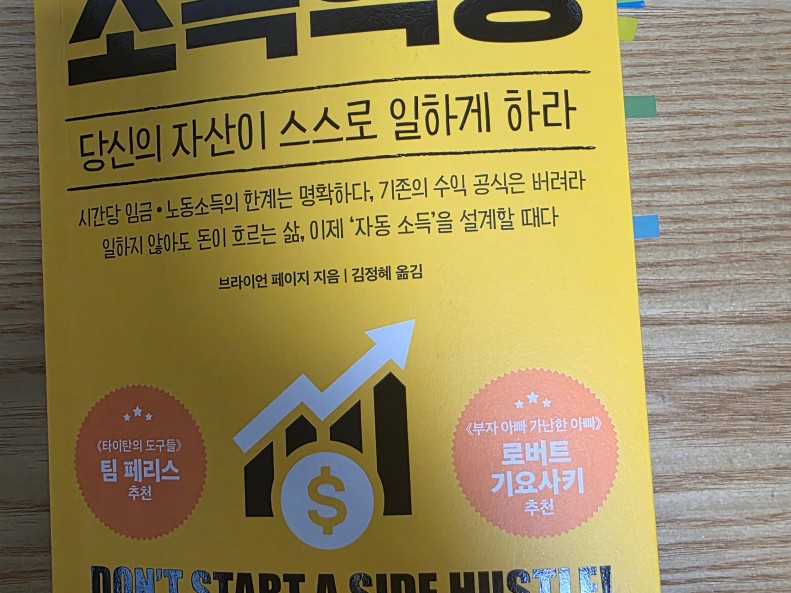 당신의 자산이 스스로 일하게 하라
시간당 임금•노동소득의 한계는 명확하다, 기존의 수익 공식은 버려라
일하지 않아도 돈이 흐르는 삶, 이제 ‘자동 소득’을 설계할 때다
브라이언 페이지 지음 | 김정혜 옮김
《타이탄의 도구들》
팀 페리스
추천
《부자 아빠 가난한 아빠》
로버트
기요사키
추천
$
DON'T START A SIDE HUSTLE!